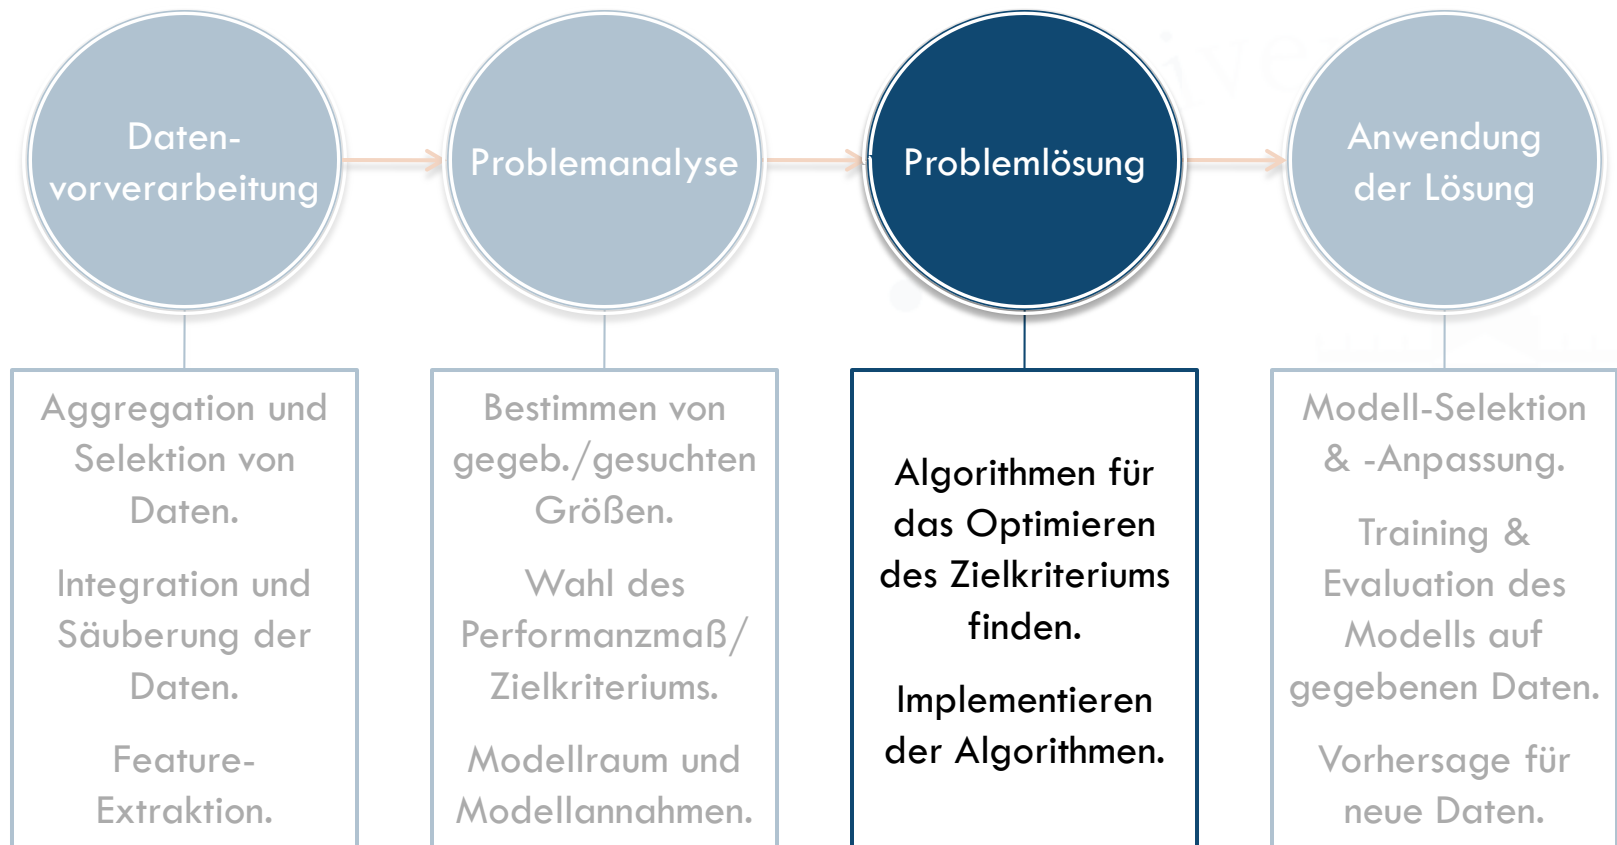 Daten-
vorverarbeitung
Problemanalyse
Problemlösung
Anwendung
der Lösung
Aggregation und
Selektion von
Daten.
Integration und
Säuberung der
Daten.
Feature-
Extraktion.
Bestimmen von
gegeb./gesuchten
Größen.
Wahl des
Performanzmaß/
Zielkriteriums.
Modellraum und
Modellannahmen.
Algorithmen für
das Optimieren
des Zielkriteriums
finden.
Implementieren
der Algorithmen.
Modell-Selektion
& -Anpassung.
Training &
Evaluation des
Modells auf
gegebenen Daten.
Vorhersage für
neue Daten.